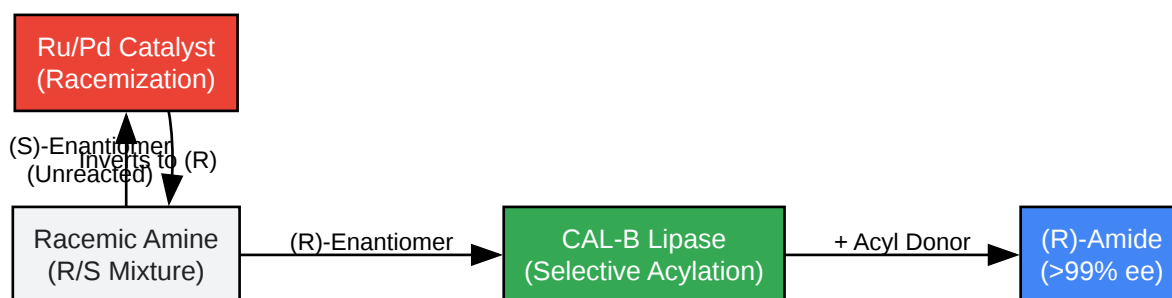 Ru/Pd Catalyst
(Racemization)
(S)-Enantiomer
(Unreacted)
Inverts to (R)
Racemic Amine
(R/S Mixture)
(R)-Enantiomer
CAL-B Lipase
(Selective Acylation)
+ Acyl Donor
(R)-Amide
(>99% ee)